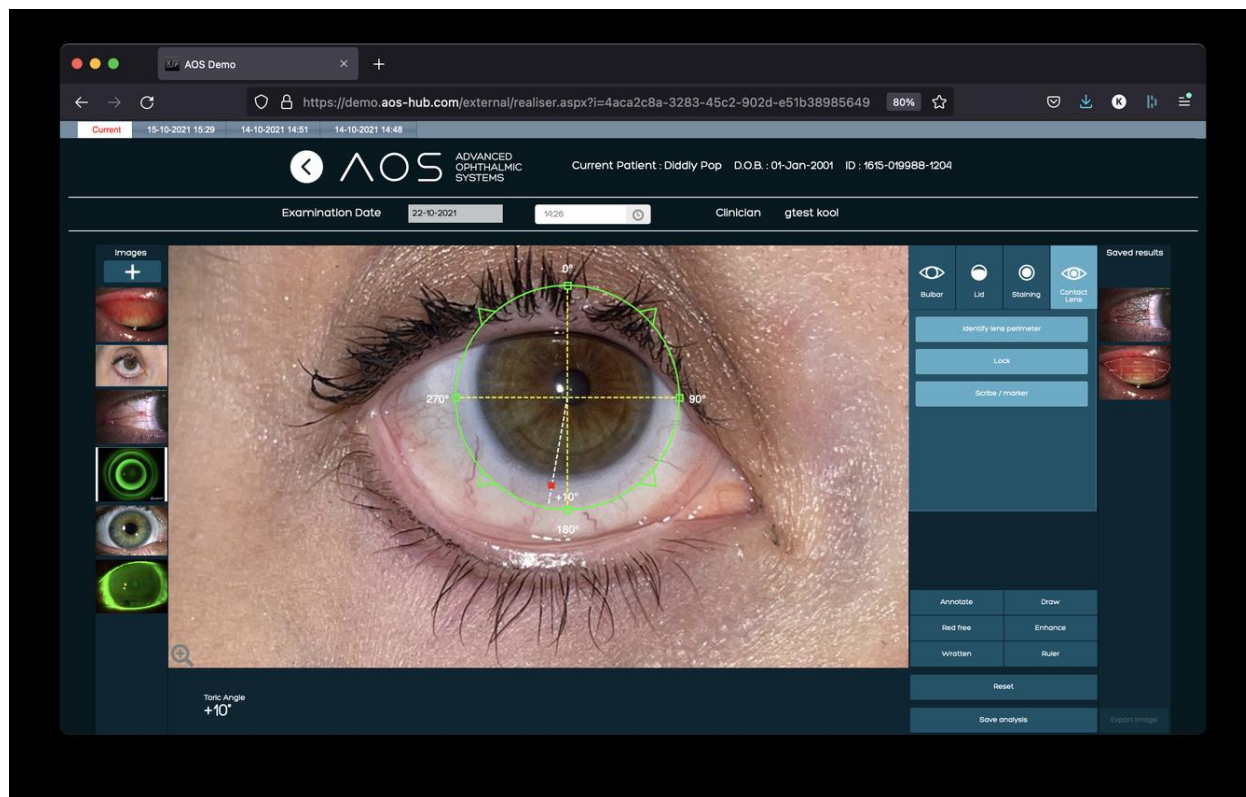 AOS Demo
https://demo.aos-hub.com/external/realiser.aspx?i=4aca2c8a-3283-45c2-902d-e51b38985649 80%
K
Current 15-10-2021 15:29 14-10-2021 14:51 14-10-2021 14:48
AOS ADVANCED
OPHTHALMIC
SYSTEMS
Current Patient : Diddly Pop D.O.B. : 01-Jan-2001 ID : 1615-019988-1204
Examination Date 22-10-2021 14:26 Clinician gtest kool
Images
0°
270°
90°
+10°
180°
Bulbar Lid Staining Contact
Lens
Identify lens perimeter
Lock
Scribe / marker
Annotate Draw
Red free Enhance
Wratten Ruler
Reset
Save analysis
Saved results
Export image
Toric Angle
+10°